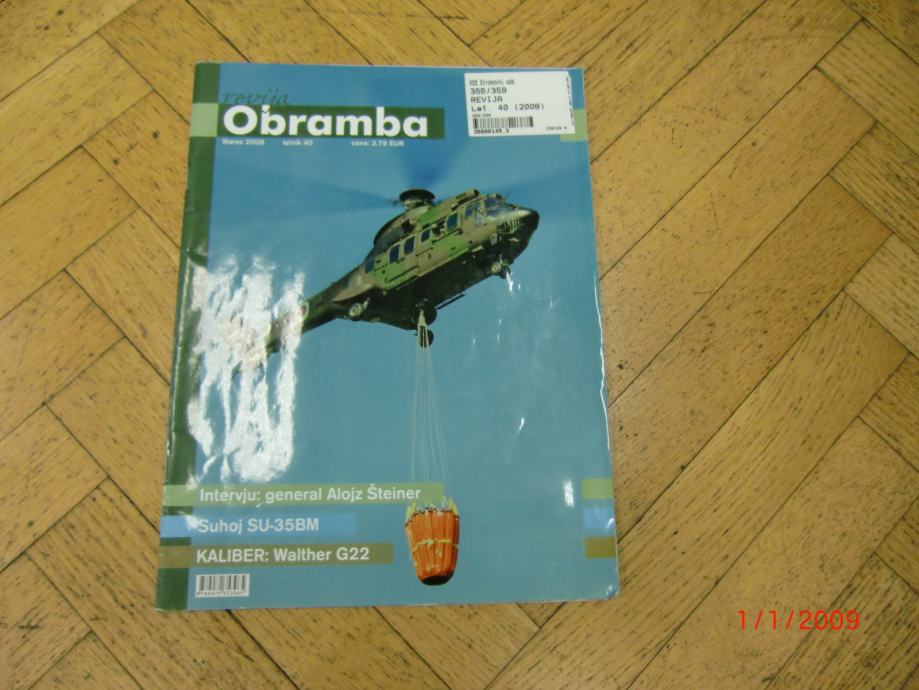 revija
Obramba
Marec 2008 letnik 40 cena: 3.78 EUR
355/359
REVIJA
Let. 40 (2008)
Intervju: general Alojz Šteiner
Suhoj SU-35BM
KALIBER: Walther G22
1/1/2009